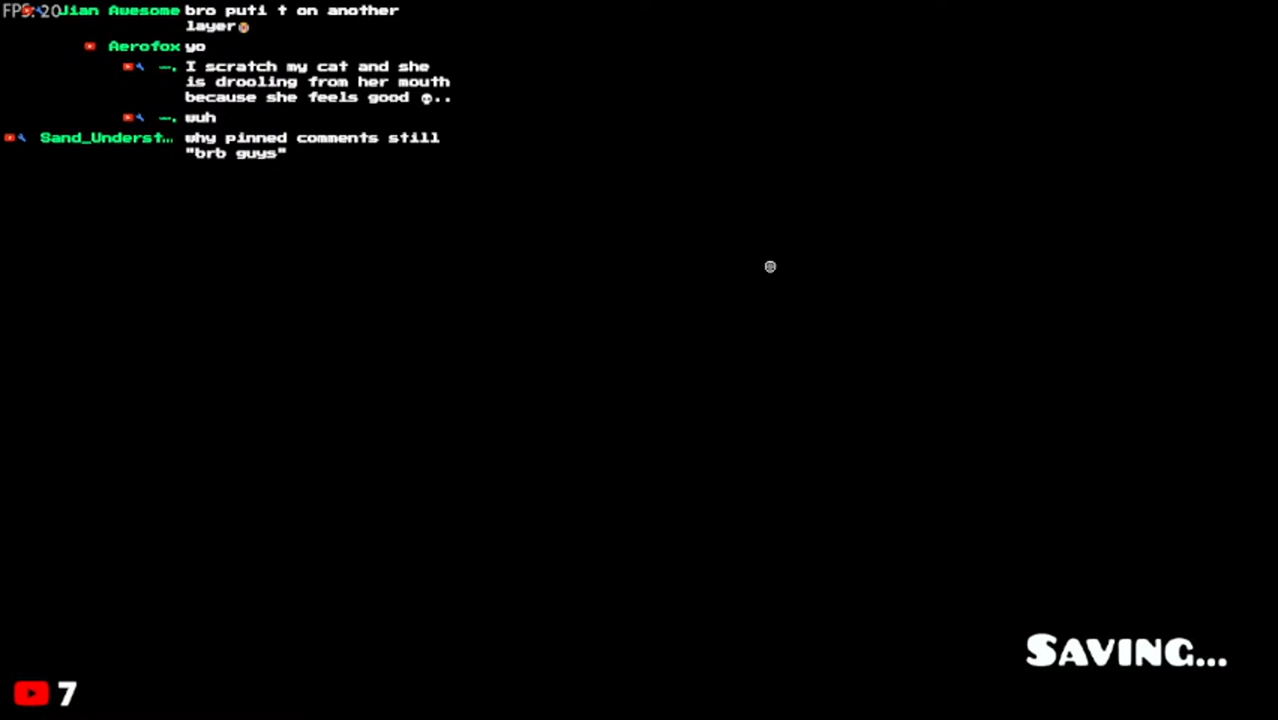 FPS: 20
Jian Awesome bro puti t on another
layer
Aerofox yo
—. I scratch my cat and she
is drooling from her mouth
because she feels good 💀..
—. wuh
Sand_Underst... why pinned comments still
"brb guys"
SAVING...
7